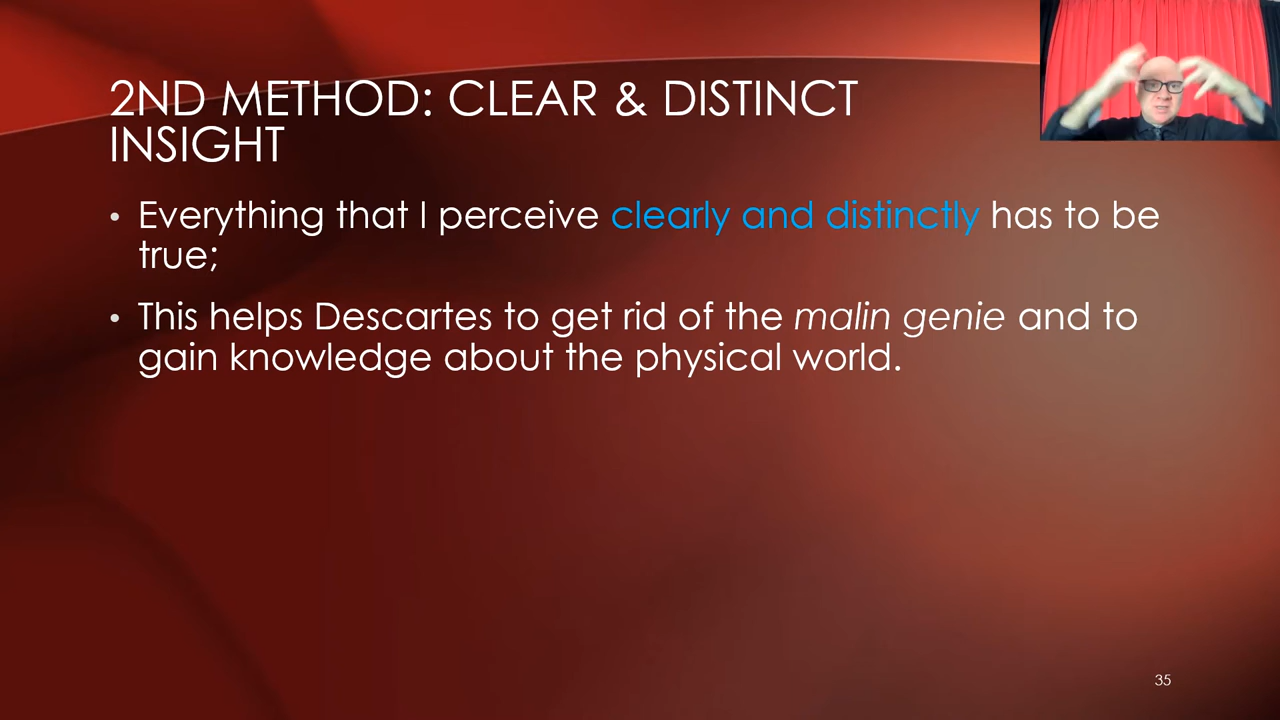 2ND METHOD: CLEAR & DISTINCT
INSIGHT
• Everything that I perceive clearly and distinctly has to be
true;
• This helps Descartes to get rid of the malin genie and to
gain knowledge about the physical world.
35